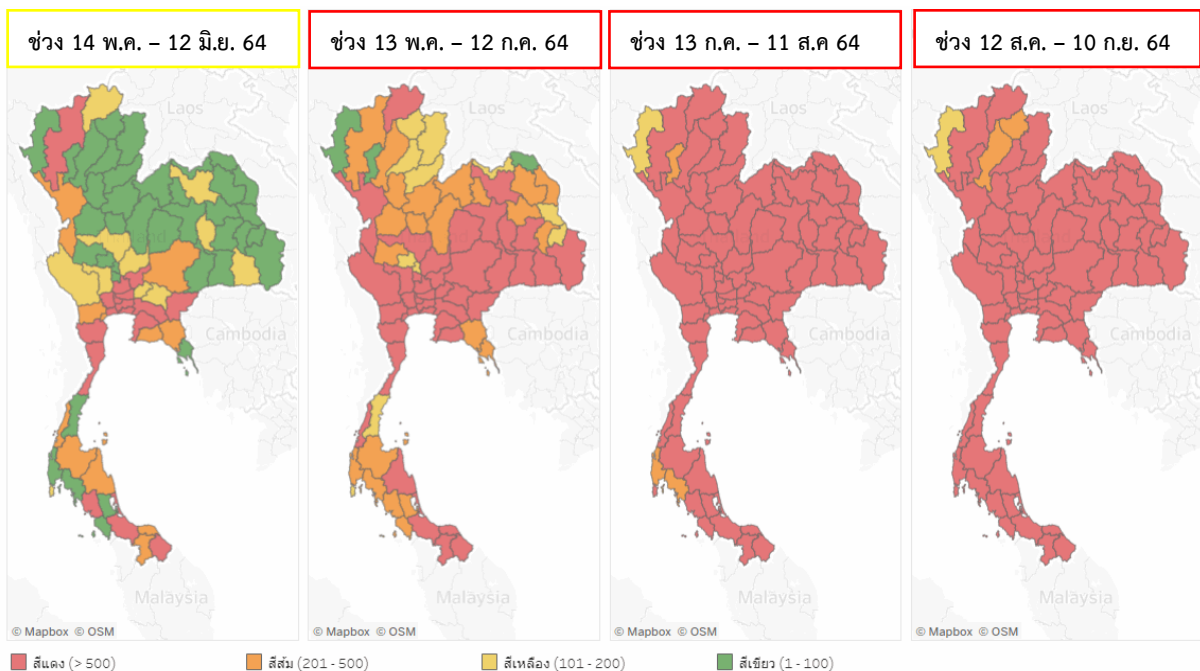 ช่วง 14 พ.ค. – 12 มิ.ย. 64
ช่วง 13 พ.ค. – 12 ก.ค. 64
ช่วง 13 ก.ค. – 11 ส.ค 64
ช่วง 12 ส.ค. – 10 ก.ย. 64
Laos
Laos
Laos
Laos
Cambodia
Cambodia
Cambodia
Cambodia
Malaysia
Malaysia
Malaysia
Malaysia
© Mapbox © OSM
© Mapbox © OSM
© Mapbox © OSM
© Mapbox © OSM
สีแดง (> 500)
สีส้ม (201 - 500)
สีเหลือง (101 - 200)
สีเขียว (1 - 100)